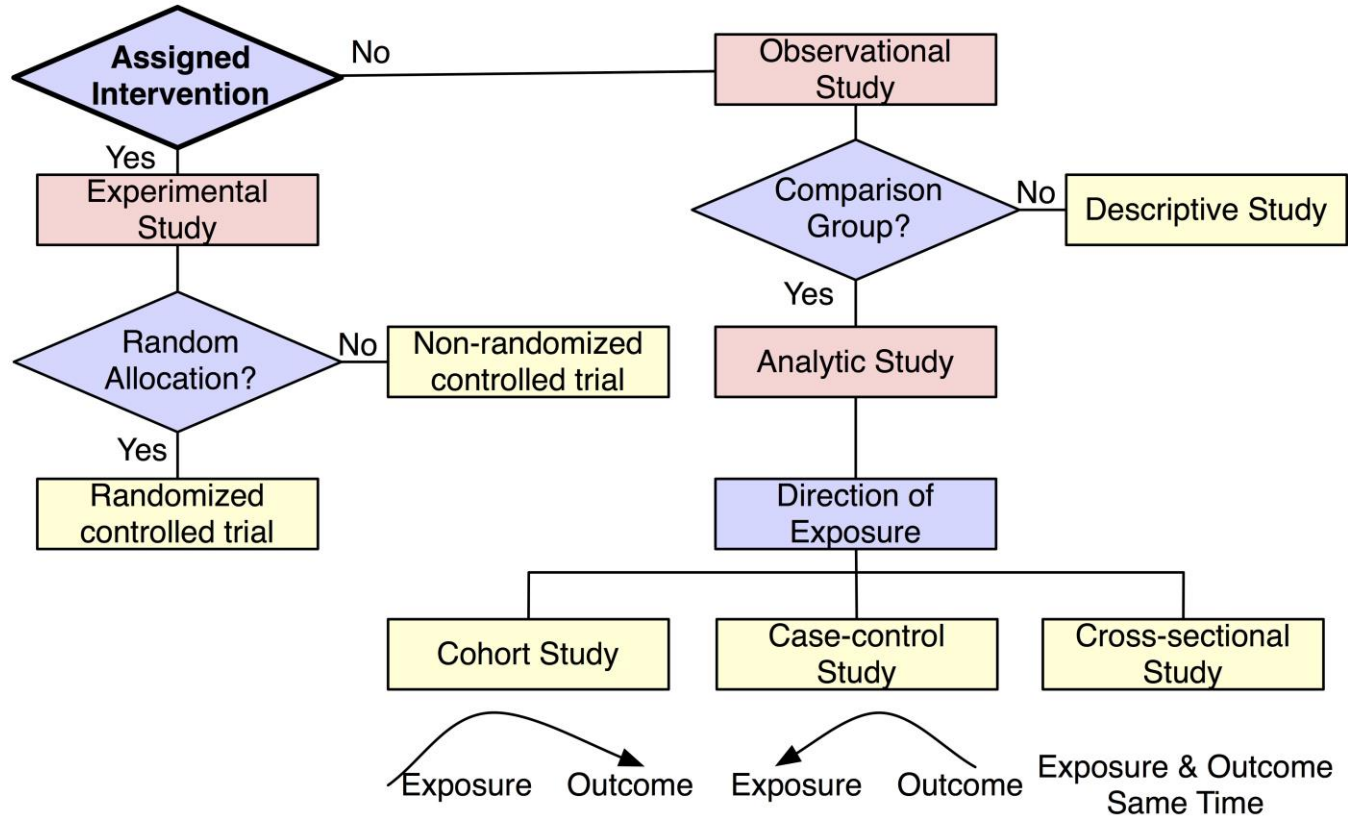 Assigned
Intervention
No
Observational
Study
Yes
Experimental
Study
Comparison
Group?
No
Descriptive Study
Yes
Random
Allocation?
No
Non-randomized
controlled trial
Analytic Study
Yes
Randomized
controlled trial
Direction of
Exposure
Cohort Study
Case-control
Study
Cross-sectional
Study
Exposure
Outcome
Exposure
Outcome
Exposure & Outcome
Same Time